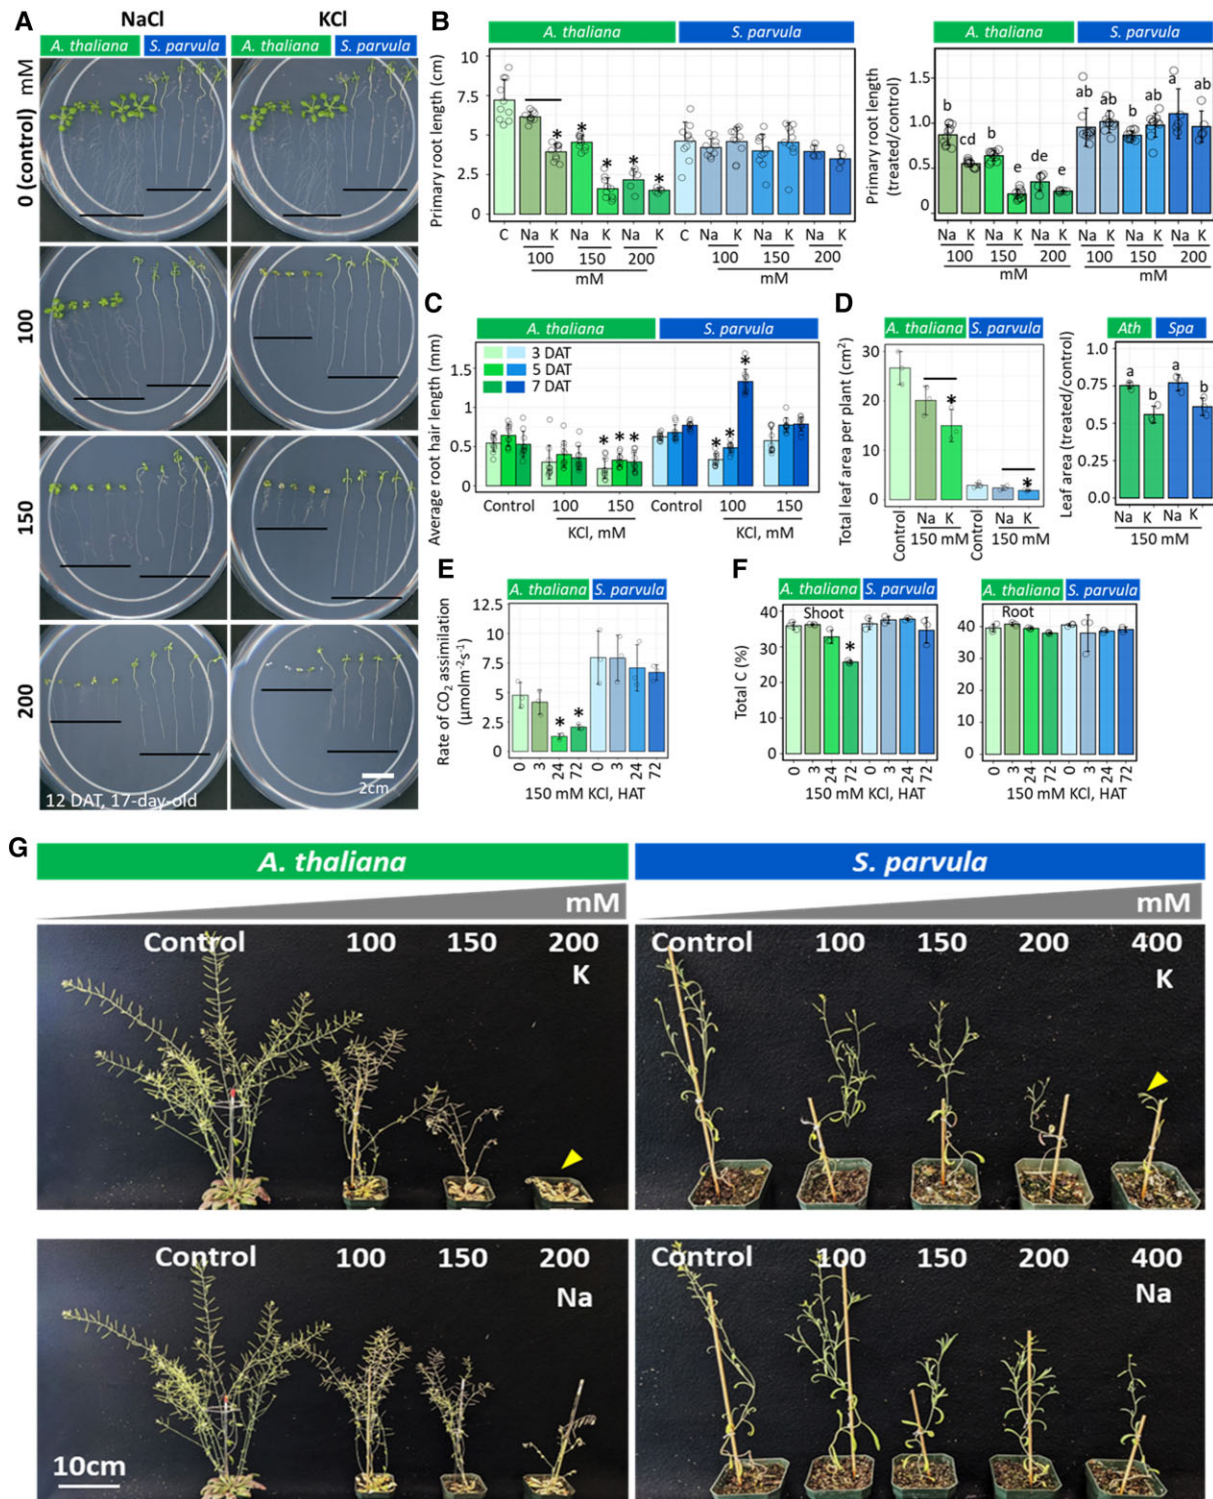 A
NaCl
KCl
A. thaliana
S. parvula
A. thaliana
S. parvula
0 (control) mM
100
150
200
2cm
12 DAT, 17-day-old
B
A. thaliana
S. parvula
Primary root length (cm)
10
7.5
5
2.5
0
* * * * *
C Na K Na K Na K C Na K Na K Na K
100 150 200 100 150 200
mM mM
A. thaliana
S. parvula
Primary root length
(treated/control)
1.5
1.0
0.5
0
b cd b e de e ab ab b ab a ab
Na K Na K Na K Na K Na K Na K
100 150 200 100 150 200
mM mM
C
A. thaliana
S. parvula
Average root hair length (mm)
1.5
1
0.5
0
3 DAT
5 DAT
7 DAT
* * * * * *
Control 100 150 Control 100 150
KCl, mM KCl, mM
D
A. thaliana
S. parvula
Total leaf area per plant (cm²)
30
20
10
0
* *
Control Na K Control Na K
150 mM 150 mM
Ath
Spa
Leaf area (treated/control)
1.00
0.75
0.5
0.25
0.0
a b a b
Na K Na K
150 mM
E
A. thaliana
S. parvula
Rate of CO₂ assimilation
(µmolm⁻²s⁻¹)
12.5
10
7.5
5
2.5
0
* *
0 3 24 72 0 3 24 72
150 mM KCl, HAT
F
A. thaliana
S. parvula
Shoot
Total C (%)
40
30
20
10
0
*
0 3 24 72 0 3 24 72
150 mM KCl, HAT
A. thaliana
S. parvula
Root
40
30
20
10
0
0 3 24 72 0 3 24 72
150 mM KCl, HAT
G
A. thaliana
S. parvula
mM
mM
Control 100 150 200
K
Control 100 150 200 400
K
Control 100 150 200
Na
10cm
Control 100 150 200 400
Na